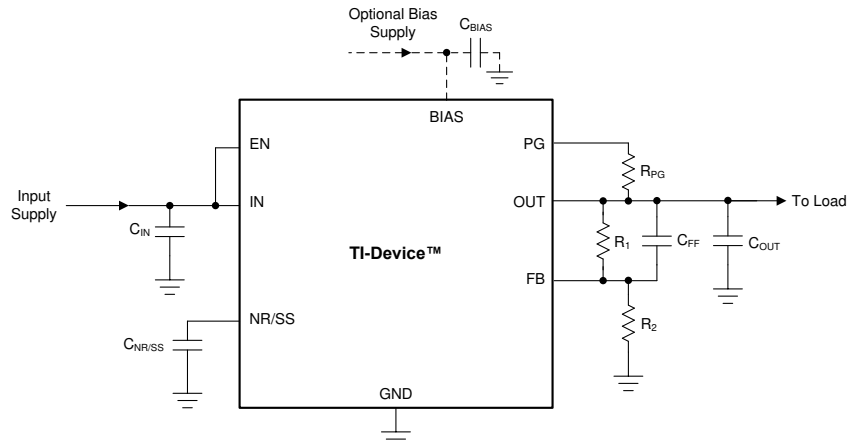 Optional Bias
Supply
C_BIAS
BIAS
EN
PG
R_PG
Input
Supply
IN
OUT
To Load
C_IN
TI-Device™
R_1
C_FF
C_OUT
FB
NR/SS
R_2
C_NR/SS
GND